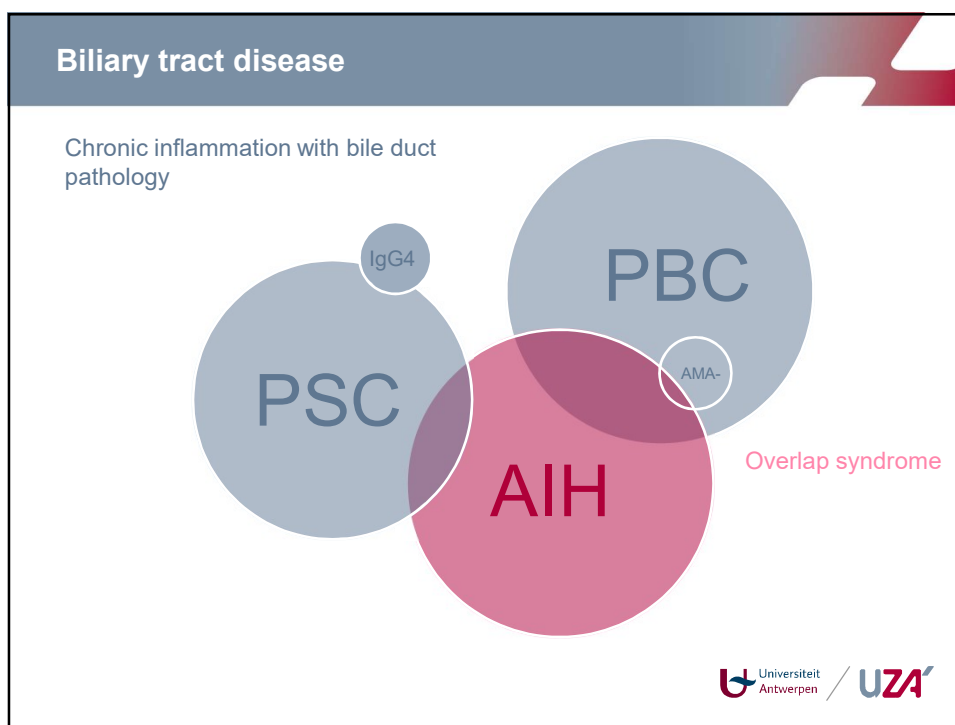 Biliary tract disease
Chronic inflammation with bile duct
pathology
IgG4
PBC
AMA-
PSC
AIH
Overlap syndrome
Universiteit
Antwerpen
UZA